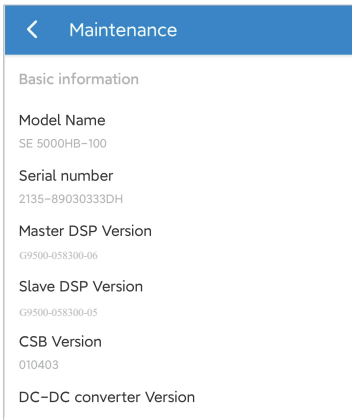 Maintenance
Basic information
Model Name
SE 5000HB-100
Serial number
2135-89030333DH
Master DSP Version
G9500-058300-06
Slave DSP Version
G9500-058300-05
CSB Version
010403
DC-DC converter Version